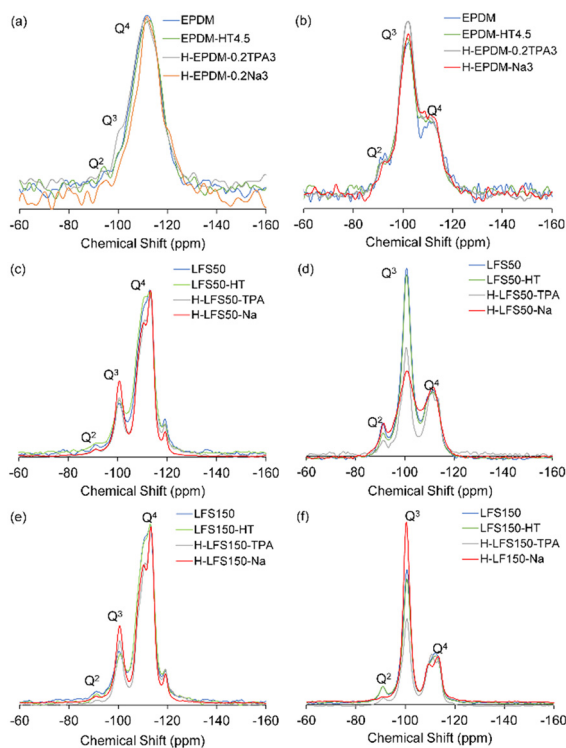 (a)
Q4
EPDM
EPDM-HT4.5
H-EPDM-0.2TPA3
H-EPDM-0.2Na3
Q3
Q2
-60 -80 -100 -120 -140 -160
Chemical Shift (ppm)
(b)
Q3
EPDM
EPDM-HT4.5
H-EPDM-0.2TPA3
H-EPDM-Na3
Q4
Q2
-60 -80 -100 -120 -140 -160
Chemical Shift (ppm)
(c)
Q4
LFS50
LFS50-HT
H-LFS50-TPA
H-LFS50-Na
Q3
Q2
-60 -80 -100 -120 -140 -160
Chemical Shift (ppm)
(d)
Q3
LFS50
LFS50-HT
H-LFS50-TPA
H-LFS50-Na
Q4
Q2
-60 -80 -100 -120 -140 -160
Chemical Shift (ppm)
(e)
Q4
LFS150
LFS150-HT
H-LFS150-TPA
H-LFS150-Na
Q3
Q2
-60 -80 -100 -120 -140 -160
Chemical Shift (ppm)
(f)
Q3
LFS150
LFS150-HT
H-LFS150-TPA
H-LF150-Na
Q4
Q2
-60 -80 -100 -120 -140 -160
Chemical Shift (ppm)